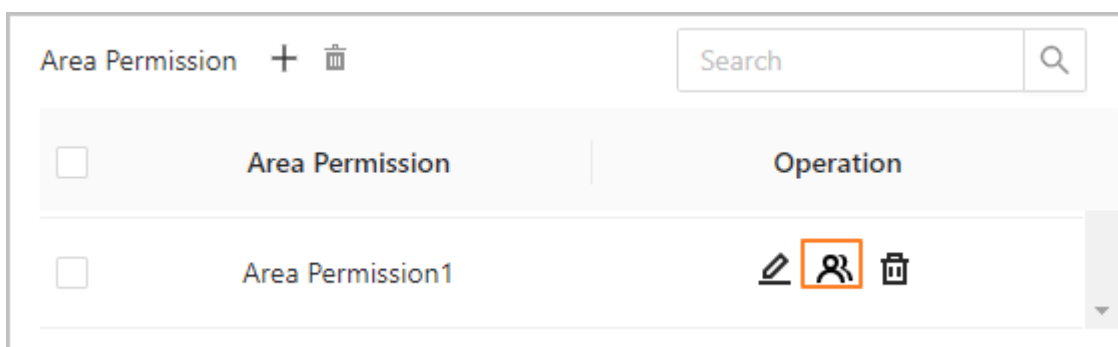 Area Permission
Search
Area Permission Operation
Area Permission1